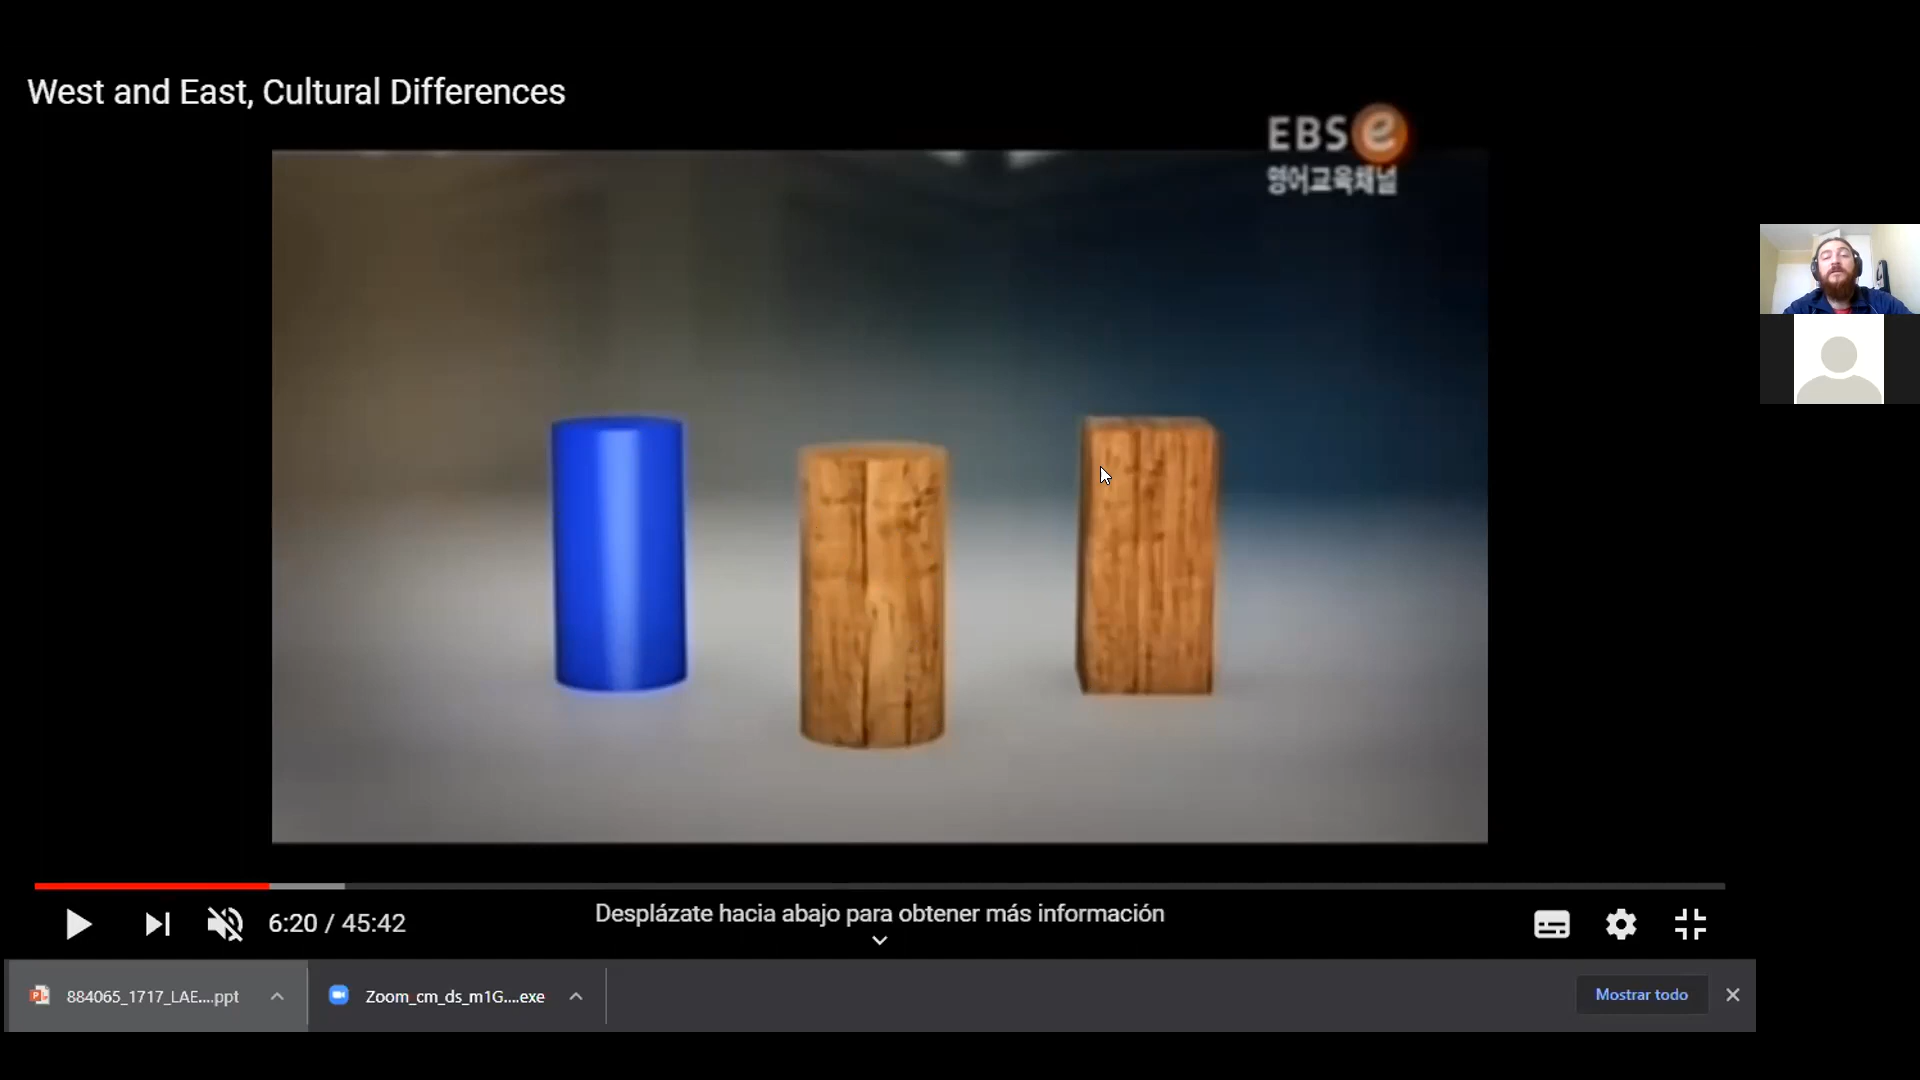 West and East, Cultural Differences
EBSe
영어교육채널
6:20 / 45:42
Desplázate hacia abajo para obtener más información
884065_1717_LAE....ppt
Zoom_cm_ds_m1G....exe
Mostrar todo